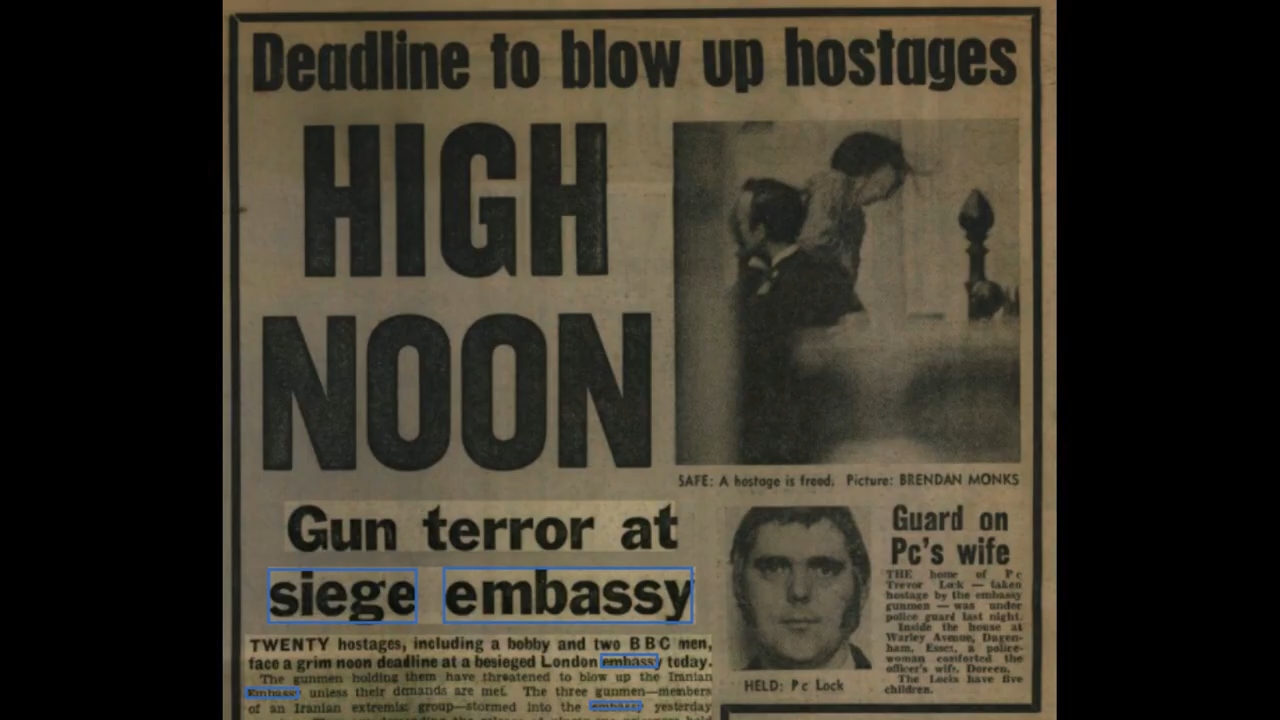 Deadline to blow up hostages
HIGH
NOON
SAFE: A hostage is freed. Picture: BRENDAN MONKS
Gun terror at
siege embassy
TWENTY hostages, including a bobby and two BBC men,
face a grim noon deadline at a besieged London embassy today.
The gunmen holding them have threatened to blow up the Iranian
Embassy unless their demands are met. The three gunmen—members
of an Iranian extremist group—stormed into the embassy yesterday
HELD: Pc Lock
Guard on
Pc's wife
THE home of Pc
Trevor Lock — taken
hostage by the embassy
gunmen — was under
police guard last night.
Inside the house at
Warley Avenue, Dagen-
ham, Essex, a police-
woman comforted the
officer's wife, Doreen.
The Locks have five
children.